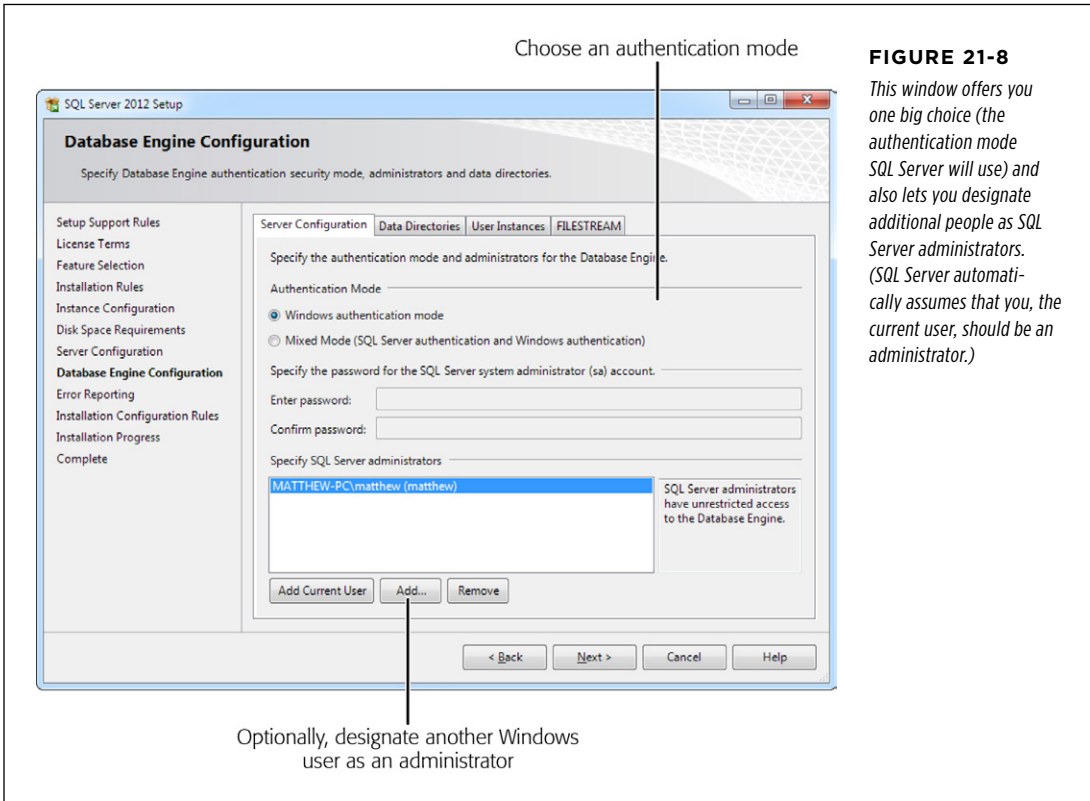 Choose an authentication mode
SQL Server 2012 Setup
Database Engine Configuration
Specify Database Engine authentication security mode, administrators and data directories.
Setup Support Rules
License Terms
Feature Selection
Installation Rules
Instance Configuration
Disk Space Requirements
Server Configuration
Database Engine Configuration
Error Reporting
Installation Configuration Rules
Installation Progress
Complete
Server Configuration Data Directories User Instances FILESTREAM
Specify the authentication mode and administrators for the Database Engine.
Authentication Mode
Windows authentication mode
Mixed Mode (SQL Server authentication and Windows authentication)
Specify the password for the SQL Server system administrator (sa) account.
Enter password:
Confirm password:
Specify SQL Server administrators
MATTHEW-PC\matthew (matthew)
SQL Server administrators
have unrestricted access
to the Database Engine.
Add Current User Add... Remove
< Back Next > Cancel Help
Optionally, designate another Windows
user as an administrator
FIGURE 21-8
This window offers you
one big choice (the
authentication mode
SQL Server will use) and
also lets you designate
additional people as SQL
Server administrators.
(SQL Server automati-
cally assumes that you, the
current user, should be an
administrator.)